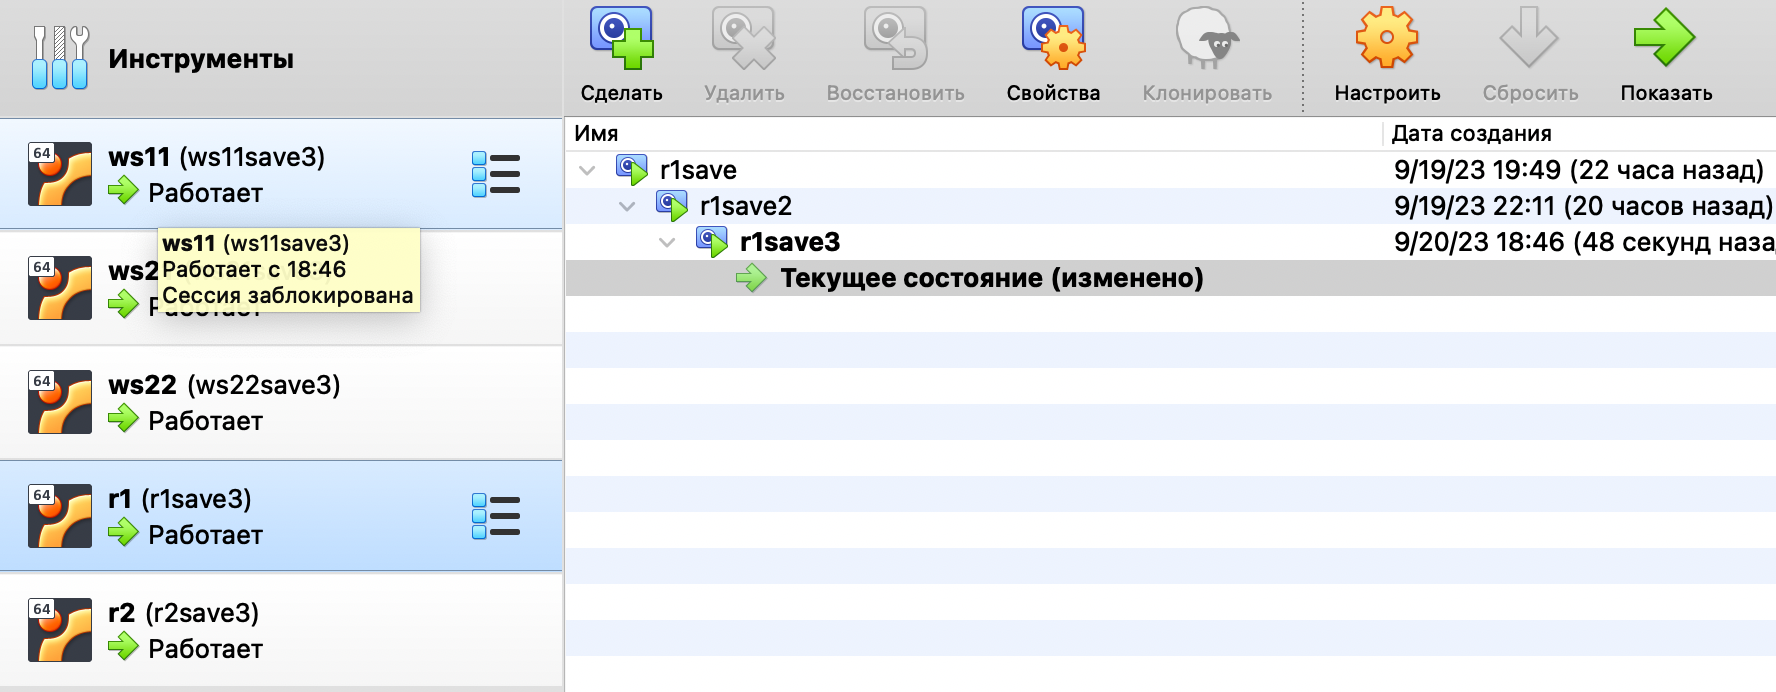 Инструменты
Сделать
Удалить
Восстановить
Свойства
Клонировать
Настроить
Сбросить
Показать
64
ws11 (ws11save3)
Работает
ws11 (ws11save3)
Работает с 18:46
Сессия заблокирована
64
ws2
64
ws22 (ws22save3)
Работает
64
r1 (r1save3)
Работает
64
r2 (r2save3)
Работает
Имя
Дата создания
r1save
9/19/23 19:49 (22 часа назад)
r1save2
9/19/23 22:11 (20 часов назад)
r1save3
9/20/23 18:46 (48 секунд наза
Текущее состояние (изменено)